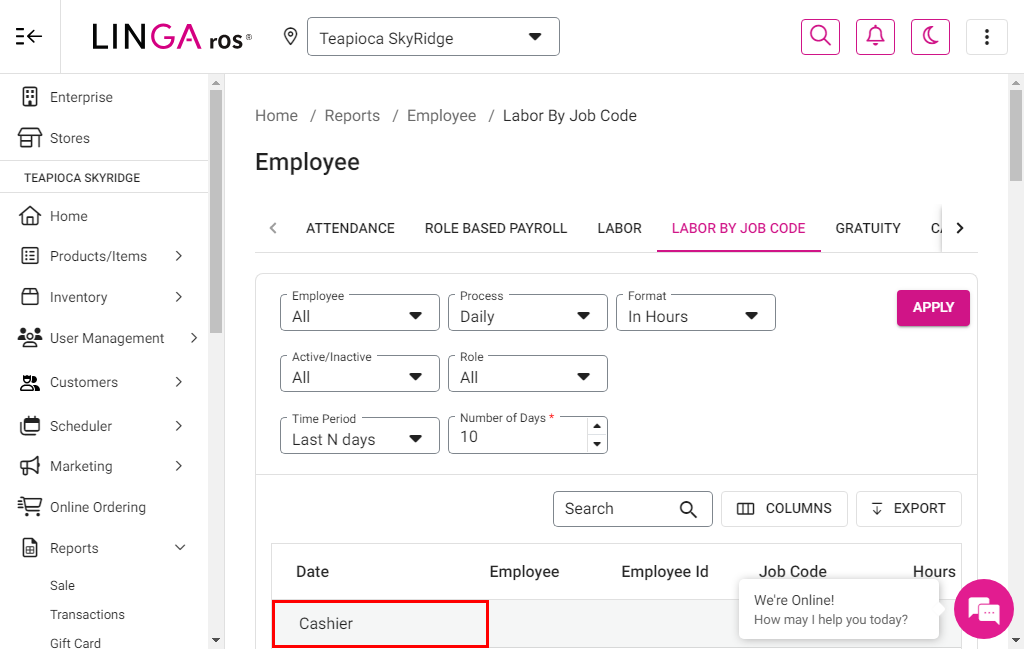 LINGA ros®
Teapioca SkyRidge
Enterprise
Stores
TEAPIOCA SKYRIDGE
Home
Products/Items
Inventory
User Management
Customers
Scheduler
Marketing
Online Ordering
Reports
Sale
Transactions
Gift Card
Home / Reports / Employee / Labor By Job Code
Employee
ATTENDANCE ROLE BASED PAYROLL LABOR LABOR BY JOB CODE GRATUITY
Employee Process Format
All Daily In Hours
APPLY
Active/Inactive Role
All All
Time Period Number of Days *
Last N days 10
Search COLUMNS EXPORT
Date Employee Employee Id Job Code Hours
Cashier
We're Online!
How may I help you today?